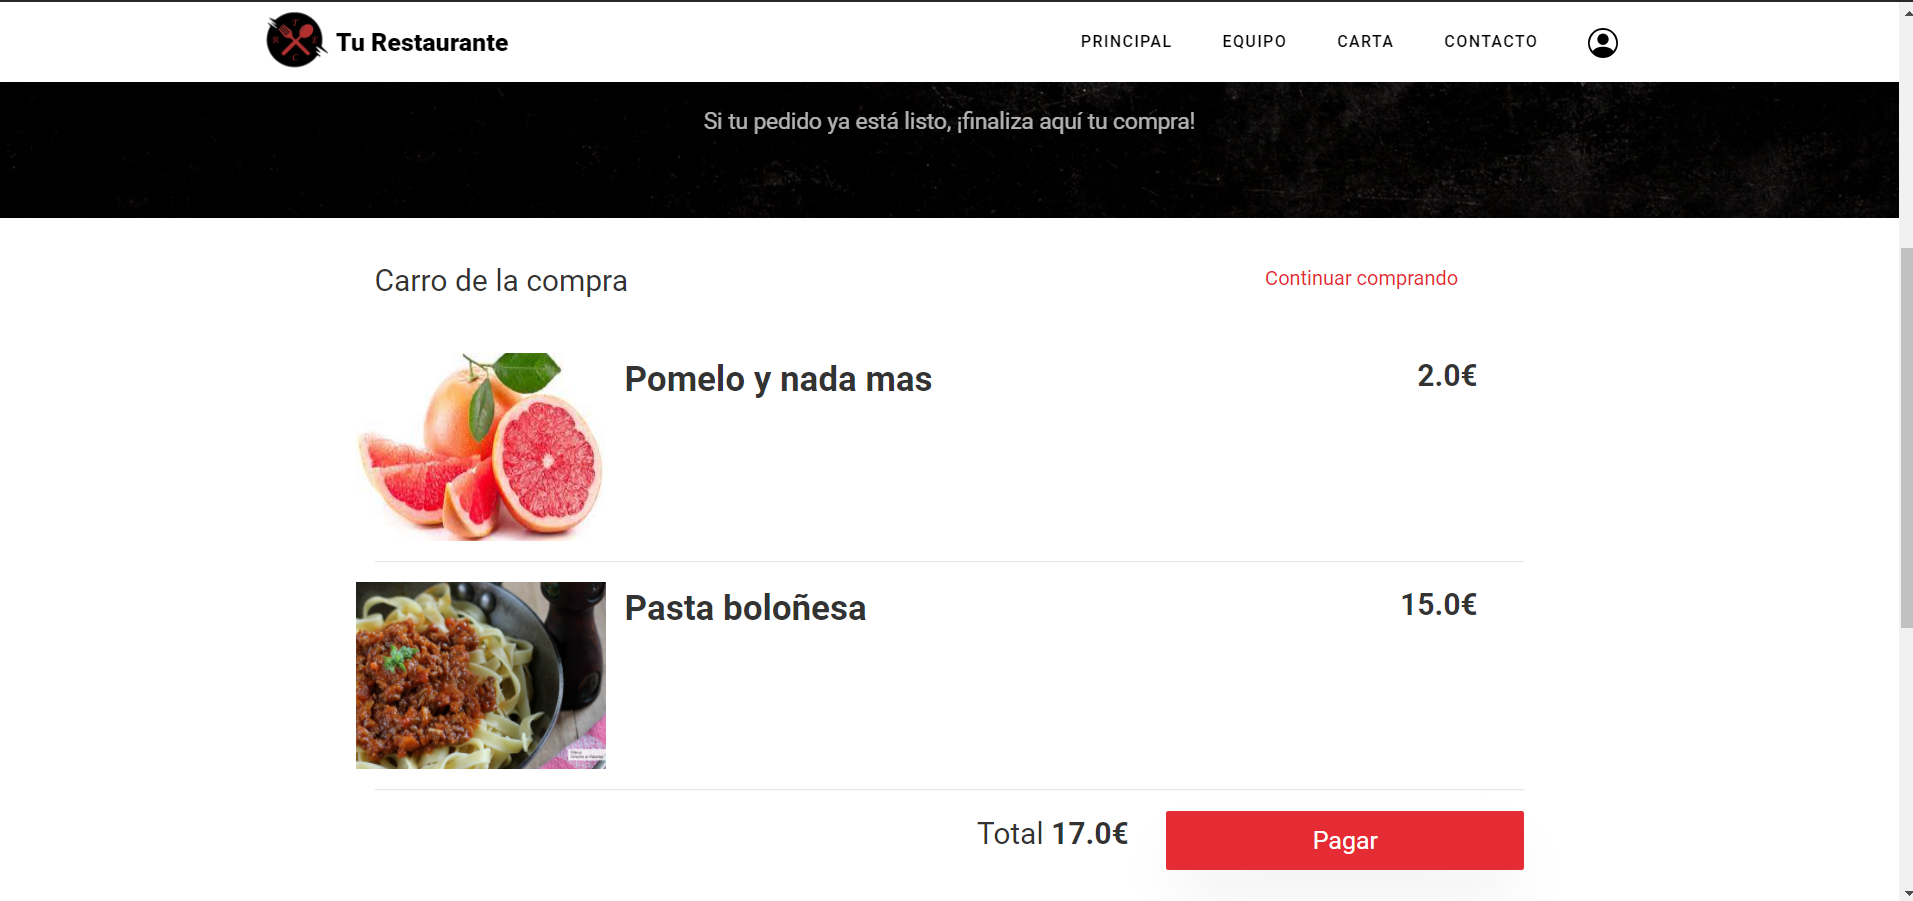 Tu Restaurante
PRINCIPAL EQUIPO CARTA CONTACTO
Si tu pedido ya está listo, ¡finaliza aquí tu compra!
Carro de la compra
Continuar comprando
Pomelo y nada mas
2.0€
Pasta boloñesa
15.0€
Total 17.0€
Pagar